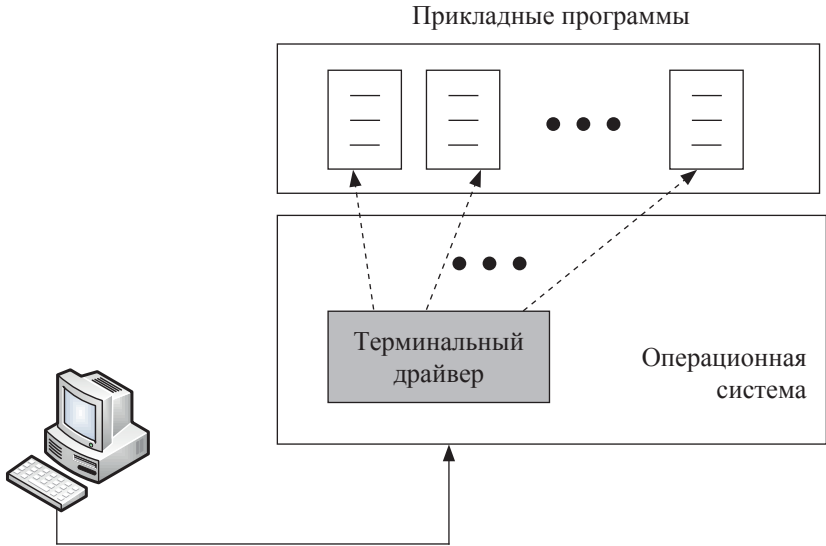 Прикладные программы
Терминальный
драйвер
Операционная
система